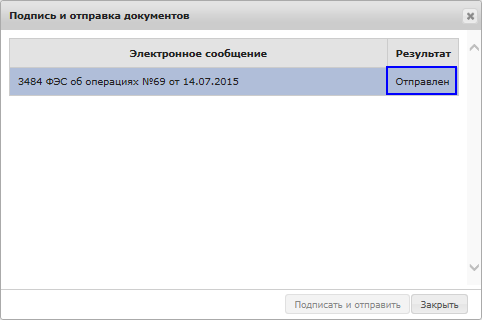 Подпись и отправка документов
Электронное сообщение Результат
3484 ФЭС об операциях №69 от 14.07.2015 Отправлен
Подписать и отправить Закрыть